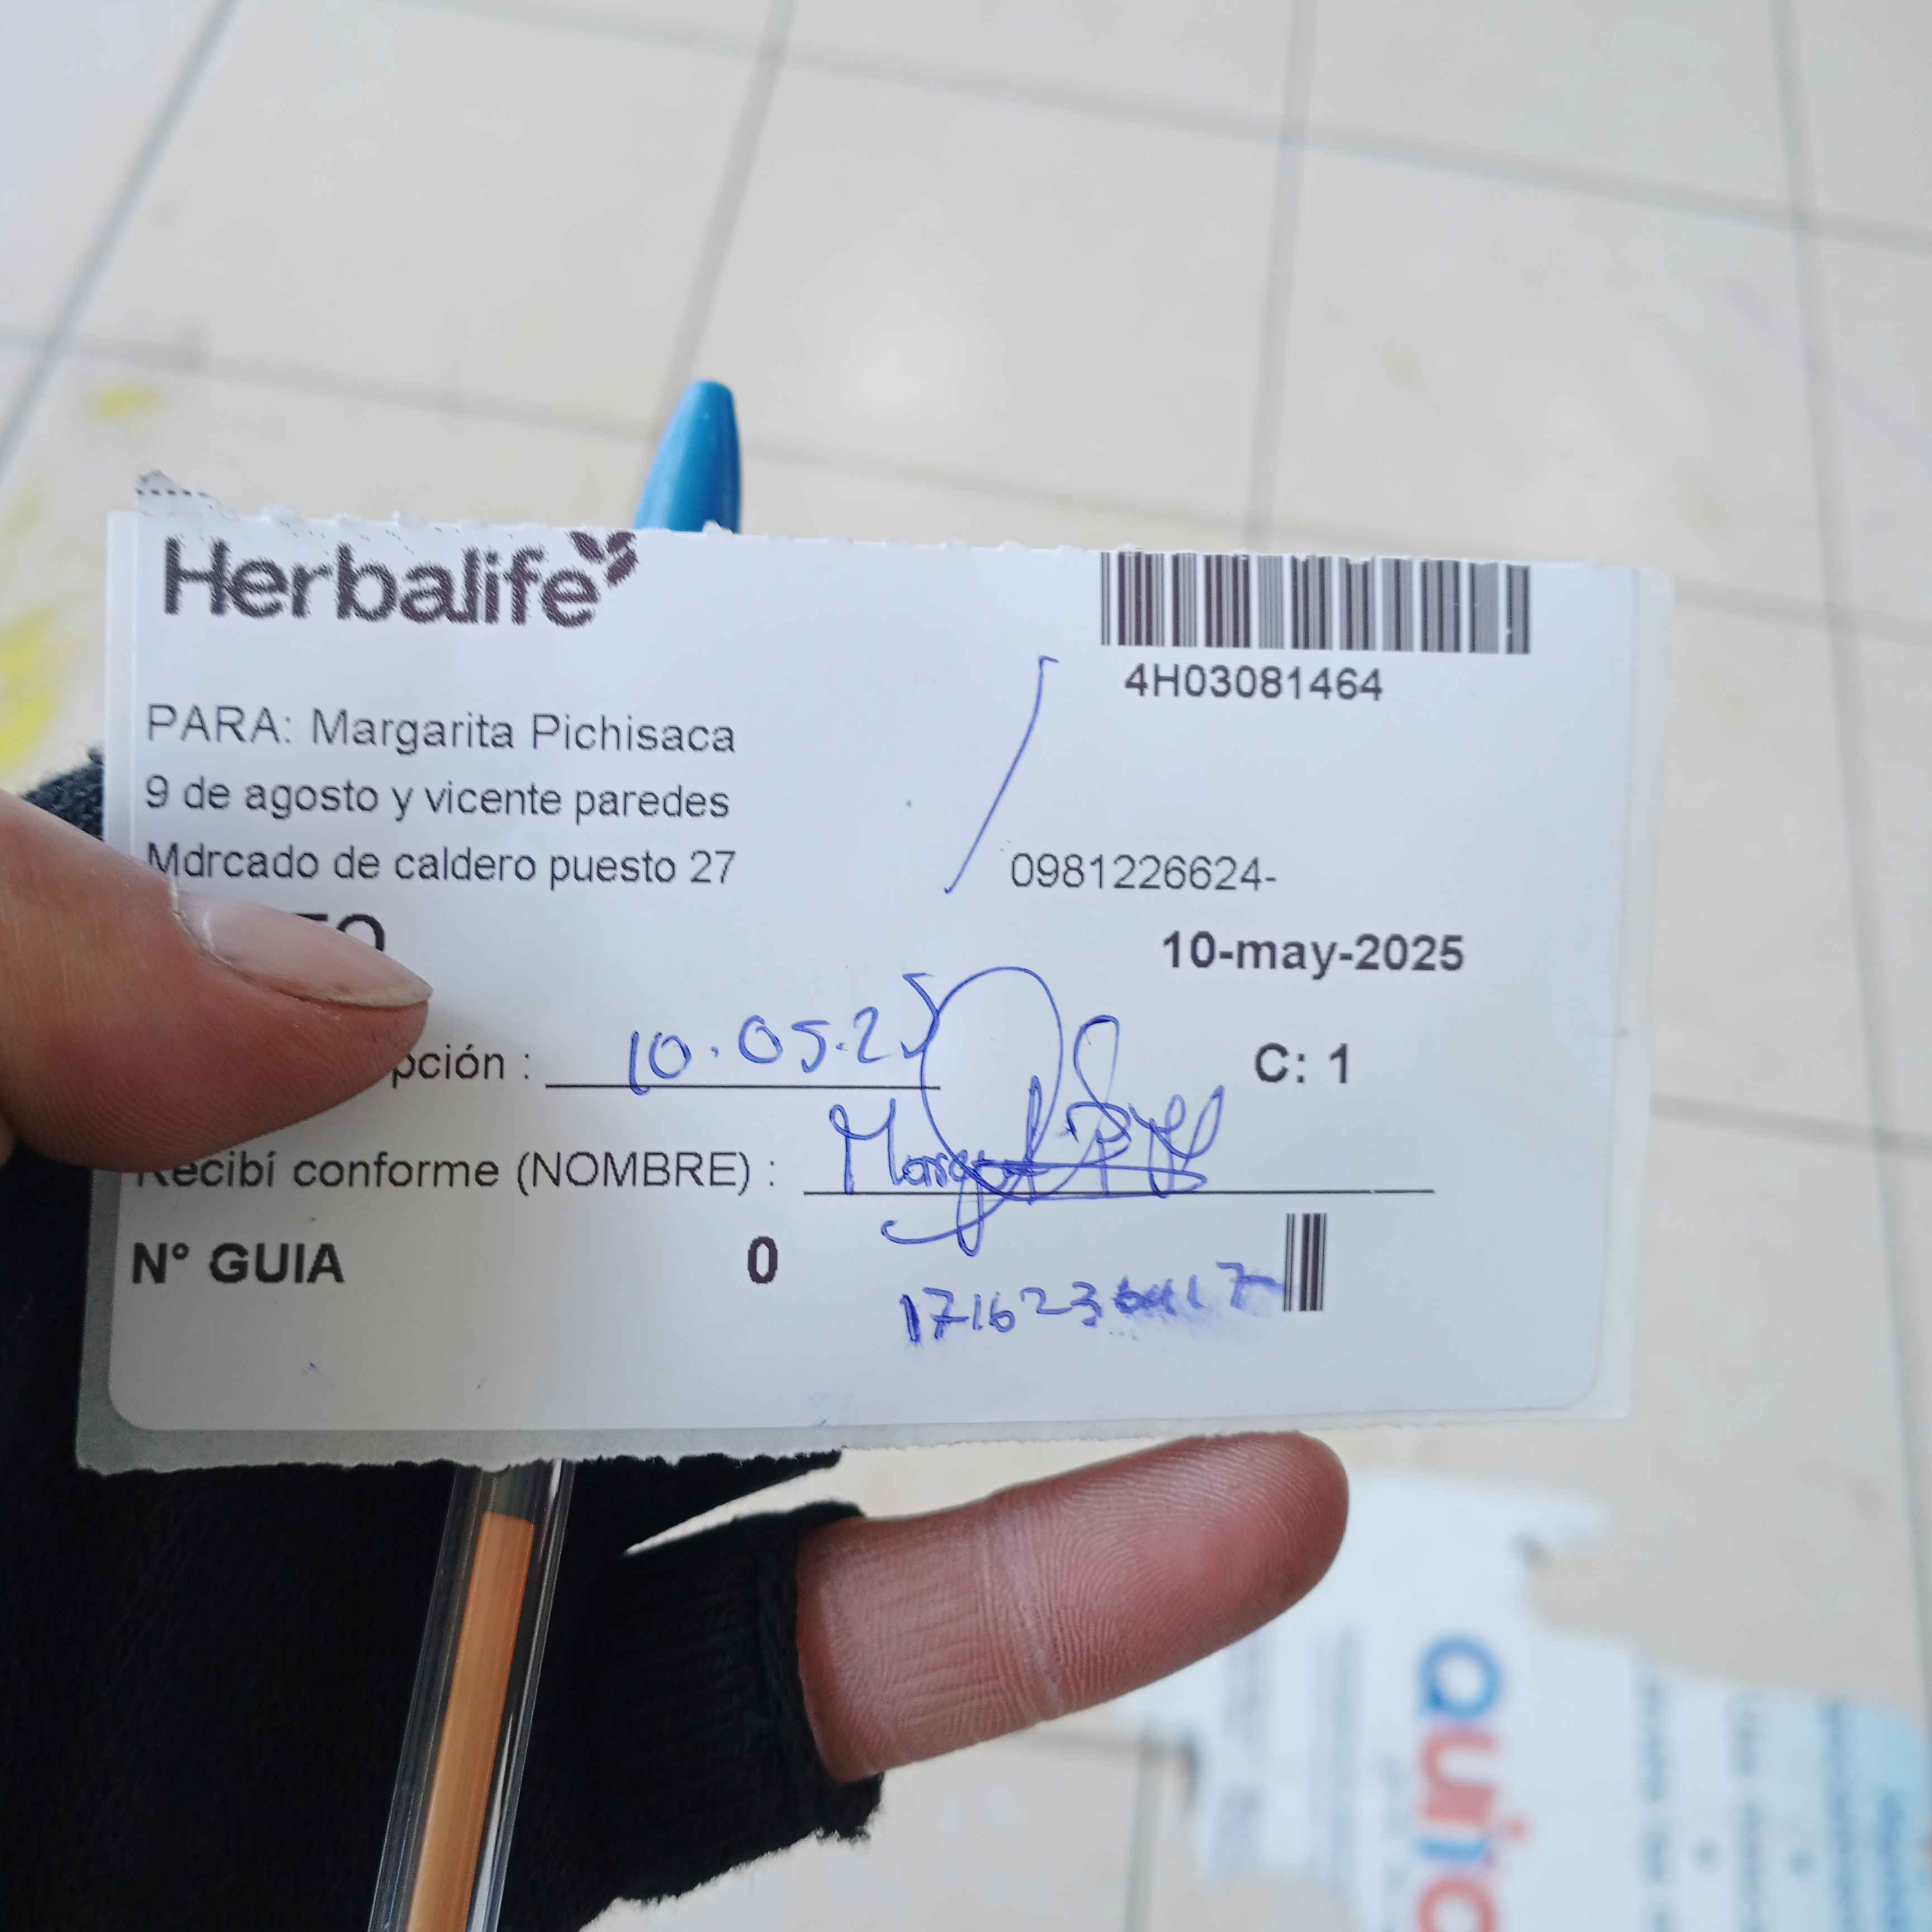 Herbalife
4H03081464
PARA: Margarita Pichisaca
9 de agosto y vicente paredes
Mdrcado de caldero puesto 27
0981226624-
10-may-2025
pción : 10.05.25
C: 1
Recibí conforme (NOMBRE) :
N° GUIA 0